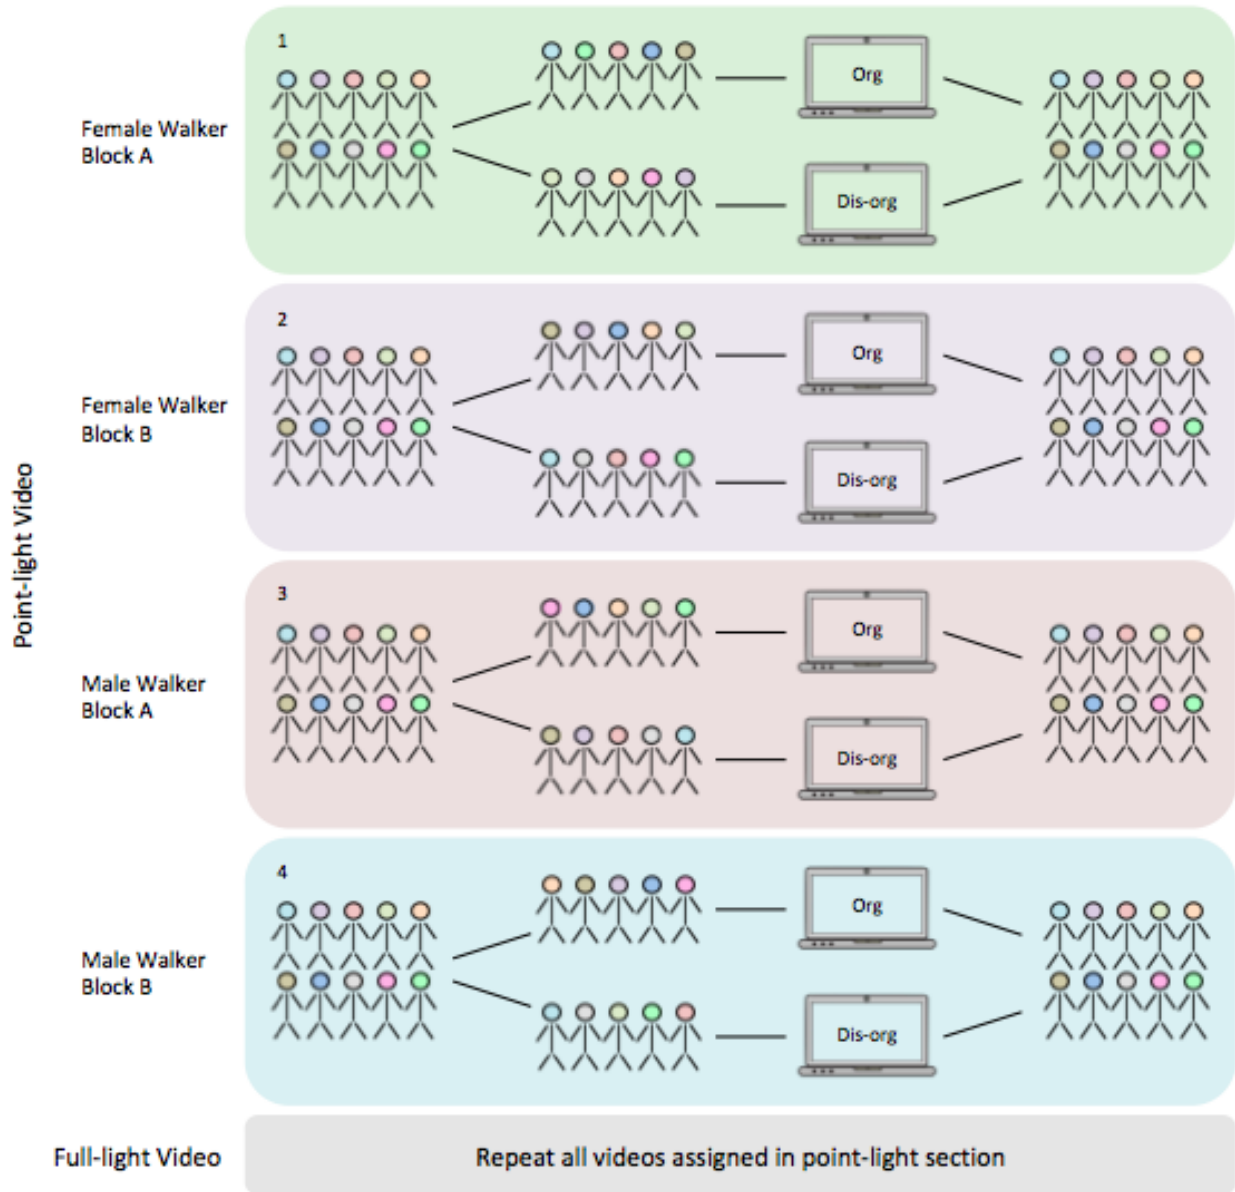 Point-light Video
1
Female Walker
Block A
Org
Dis-org
2
Female Walker
Block B
Org
Dis-org
3
Male Walker
Block A
Org
Dis-org
4
Male Walker
Block B
Org
Dis-org
Full-light Video
Repeat all videos assigned in point-light section